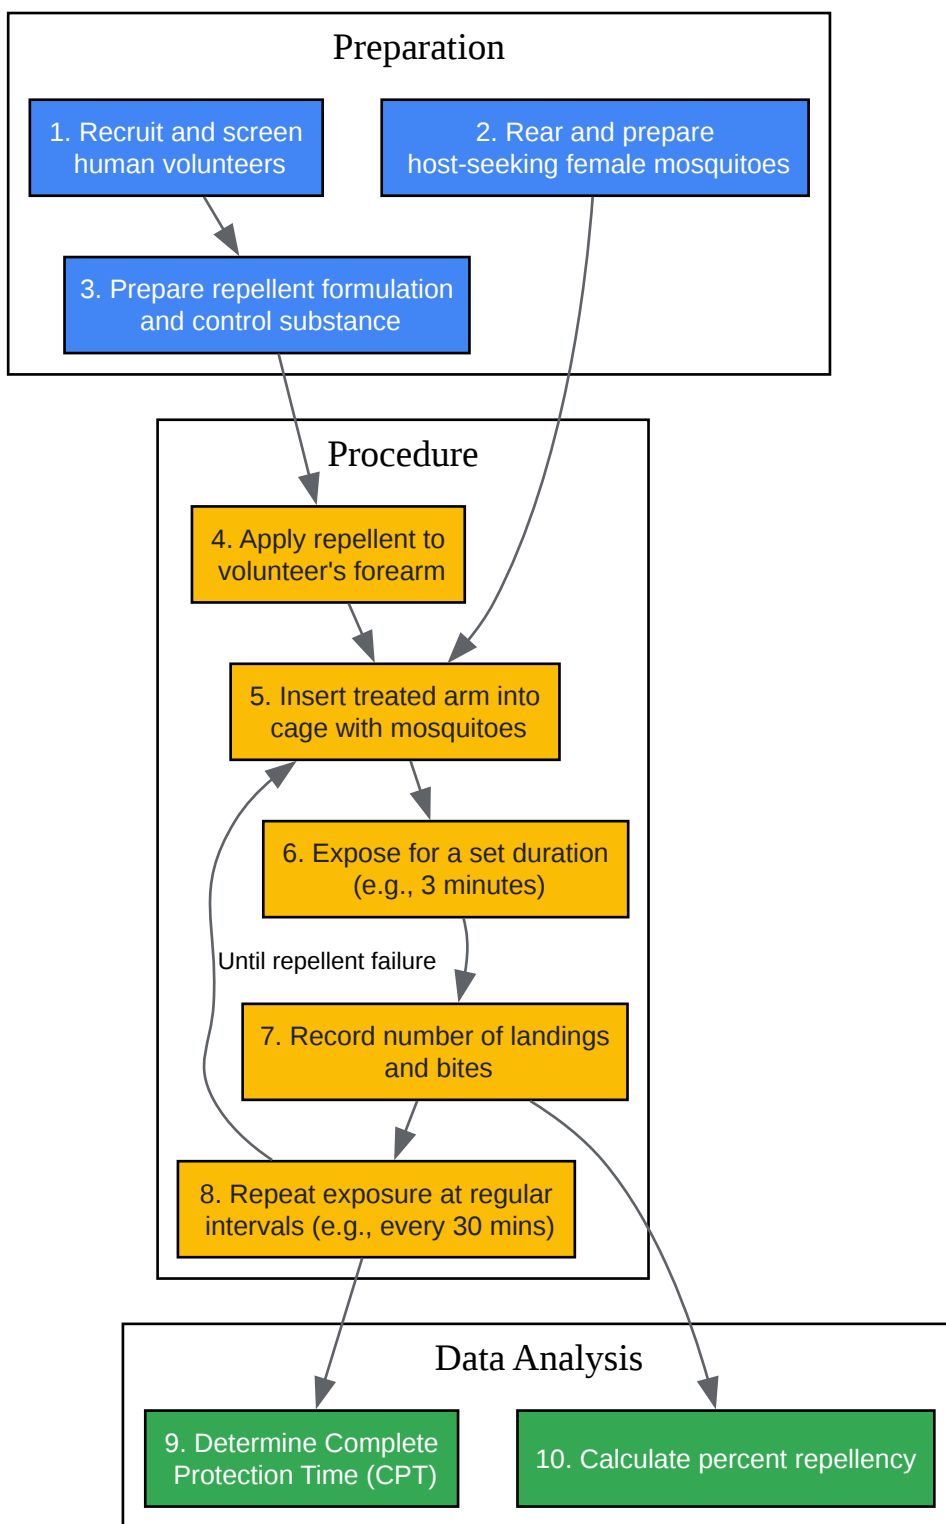 Preparation
1. Recruit and screen
human volunteers
2. Rear and prepare
host-seeking female mosquitoes
3. Prepare repellent formulation
and control substance
Procedure
4. Apply repellent to
volunteer's forearm
5. Insert treated arm into
cage with mosquitoes
6. Expose for a set duration
(e.g., 3 minutes)
Until repellent failure
7. Record number of landings
and bites
8. Repeat exposure at regular
intervals (e.g., every 30 mins)
Data Analysis
9. Determine Complete
Protection Time (CPT)
10. Calculate percent repellency